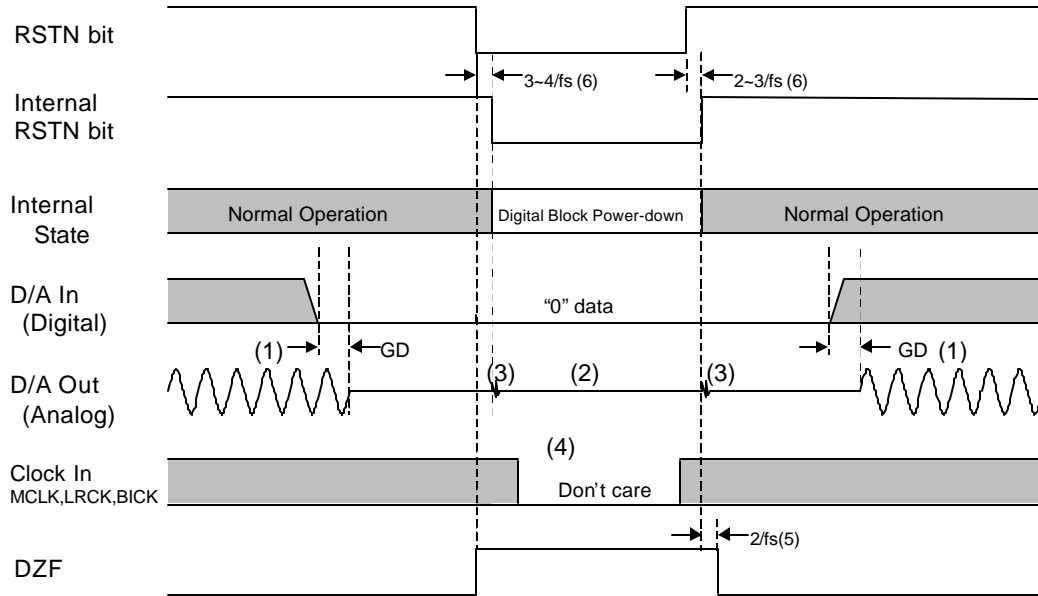 RSTN bit
3~4/fs (6)
2~3/fs (6)
Internal
RSTN bit
Internal
State
Normal Operation
Digital Block Power-down
Normal Operation
D/A In
(Digital)
“0” data
(1)
GD
GD (1)
D/A Out
(Analog)
(3)
(2)
(3)
(4)
Clock In
MCLK,LRCK,BICK
Don’t care
2/fs(5)
DZF